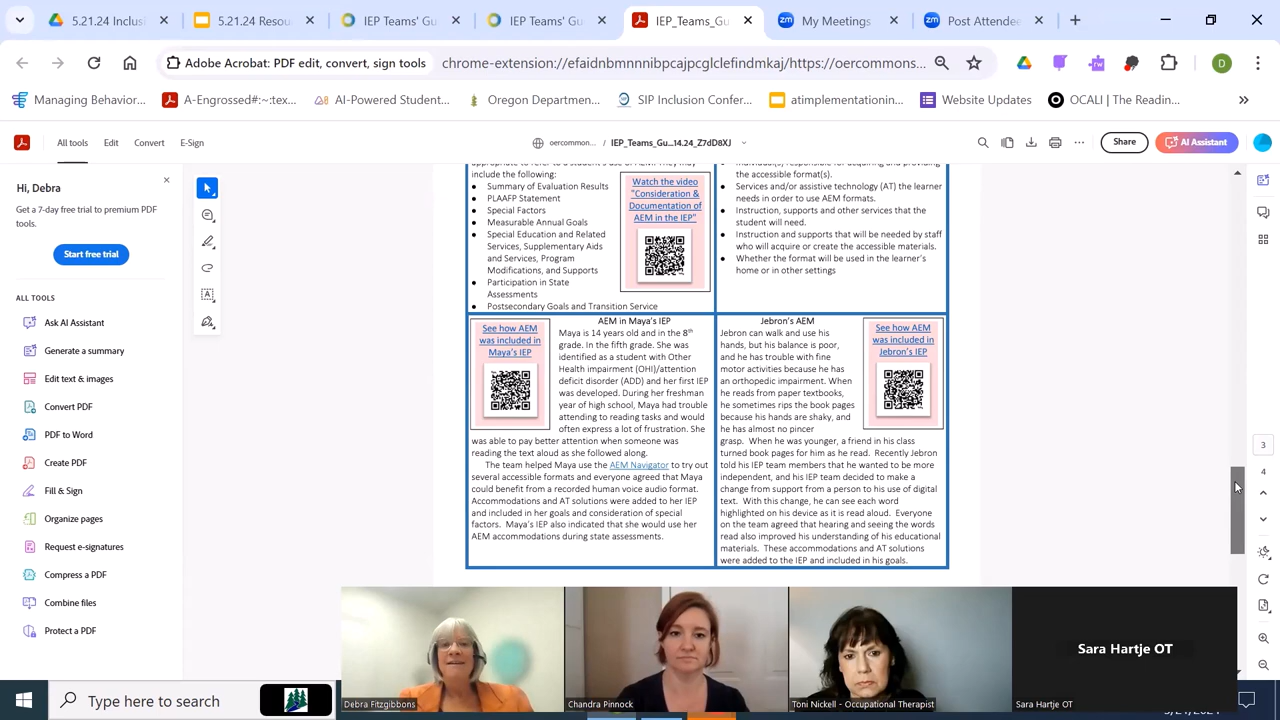 5.21.24 Inclus
5.21.24 Resou
IEP Teams' Gu
IEP Teams' Gu
IEP_Teams_Gu
My Meetings
Post Attendee
Adobe Acrobat: PDF edit, convert, sign tools
chrome-extension://efaidnbmnnnibpcajpcglclefindmkaj/https://oercommons...
D
Managing Behavior...
A-Engrossed#:~:tex...
AI-Powered Student...
Oregon Departmen...
SIP Inclusion Confer...
atimplementationin...
Website Updates
OCALI | The Readin...
All tools
Edit
Convert
E-Sign
oercommon...
/
IEP_Teams_Gu...14.24_Z7dD8XJ
Share
AI Assistant
Hi, Debra
Get a 7-day free trial to premium PDF
tools.
Start free trial
ALL TOOLS
Ask AI Assistant
Generate a summary
Edit text & images
Convert PDF
PDF to Word
Create PDF
Fill & Sign
Organize pages
Request e-signatures
Compress a PDF
Combine files
Protect a PDF
include the following:
● Summary of Evaluation Results
● PLAAFP Statement
● Special Factors
● Measurable Annual Goals
● Special Education and Related
Services, Supplementary Aids
and Services, Program
Modifications, and Supports
● Participation in State
Assessments
● Postsecondary Goals and Transition Service
Watch the video
"Consideration &
Documentation of
AEM in the IEP"
the accessible format(s).
● Services and/or assistive technology (AT) the learner
needs in order to use AEM formats.
● Instruction, supports and other services that the
student will need.
● Instruction and supports that will be needed by staff
who will acquire or create the accessible materials.
● Whether the format will be used in the learner's
home or in other settings
See how AEM
was included in
Maya's IEP
AEM in Maya's IEP
Maya is 14 years old and in the 8th
grade. In the fifth grade. She was
identified as a student with Other
Health impairment (OHI)/attention
deficit disorder (ADD) and her first IEP
was developed. During her freshman
year of high school, Maya had trouble
attending to reading tasks and would
often express a lot of frustration. She
was able to pay better attention when someone was
reading the text aloud as she followed along.
The team helped Maya use the AEM Navigator to try out
several accessible formats and everyone agreed that Maya
could benefit from a recorded human voice audio format.
Accommodations and AT solutions were added to her IEP
and included in her goals and consideration of special
factors. Maya's IEP also indicated that she would use her
AEM accommodations during state assessments.
Jebron's AEM
Jebron can walk and use his
hands, but his balance is poor,
and he has trouble with fine
motor activities because he has
an orthopedic impairment. When
he reads from paper textbooks,
he sometimes rips the book pages
because his hands are shaky, and
he has almost no pincer
grasp. When he was younger, a friend in his class
turned book pages for him as he read. Recently Jebron
told his IEP team members that he wanted to be more
independent, and his IEP team decided to make a
change from support from a person to his use of digital
text. With this change, he can see each word
highlighted on his device as it is read aloud. Everyone
on the team agreed that hearing and seeing the words
read also improved his understanding of his educational
materials. These accommodations and AT solutions
were added to the IEP and included in his goals.
See how AEM
was included in
Jebron's IEP
3
4
Debra Fitzgibbons
Chandra Pinnock
Toni Nickell - Occupational Therapist
Sara Hartje OT
Sara Hartje OT
Type here to search